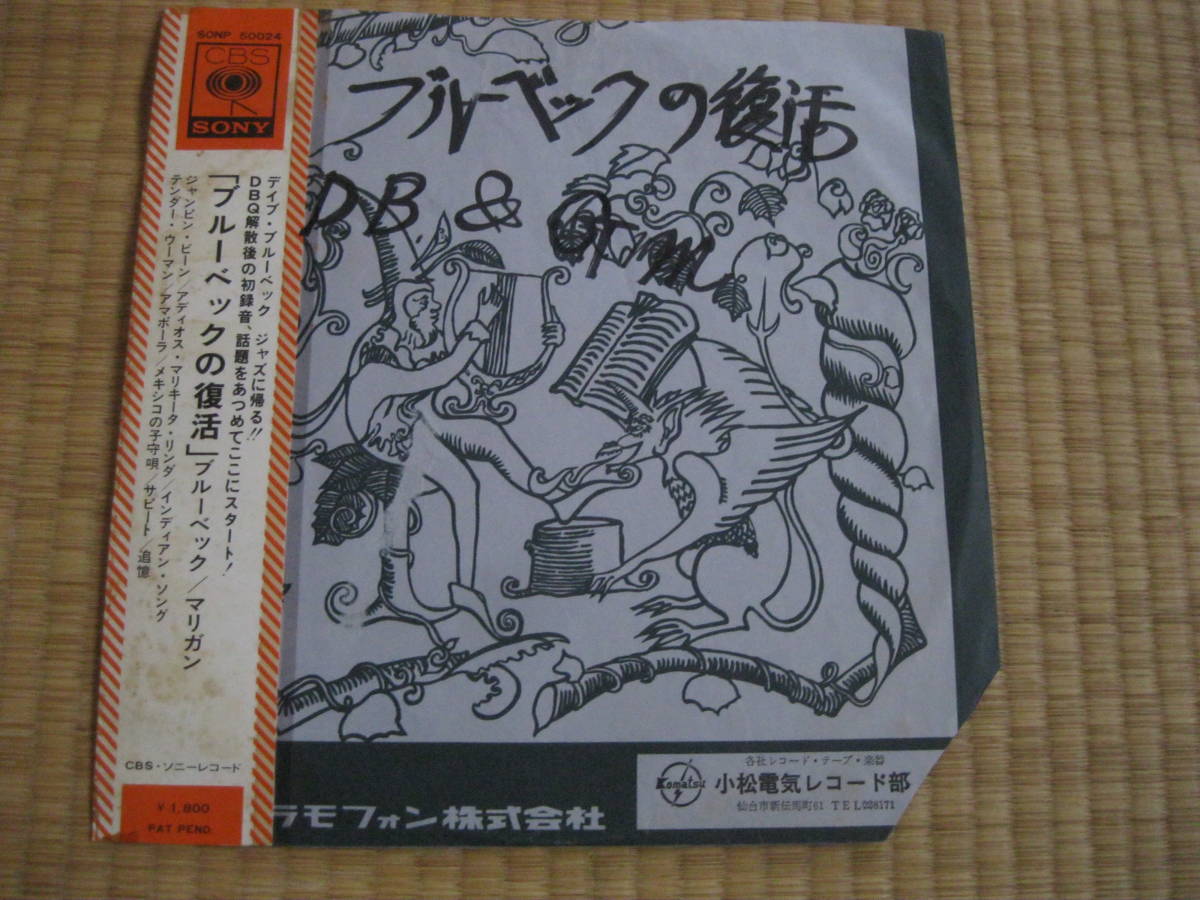 SONP 50024
CBS
SONY
デイブ・ブルーベック ジャズに帰る!!
DBQ解散後の初録音、話題をあつめてここにスタート!
「ブルーベックの復活」ブルーベック/マリガン
ジャンピン・ビーン/アディオス・マリキータ・リンダ/インディアン・ソング
テンダー・ウーマン/アマポーラ/メキシコの子守唄/サピート/追憶
CBS・ソニーレコード
¥1,800
PAT PEND.
ブルーベックの復活
DB &
各社レコード・テープ・楽器
Komatsu
小松電気レコード部
仙台市新伝馬町61 TEL
ラモフォン株式会社